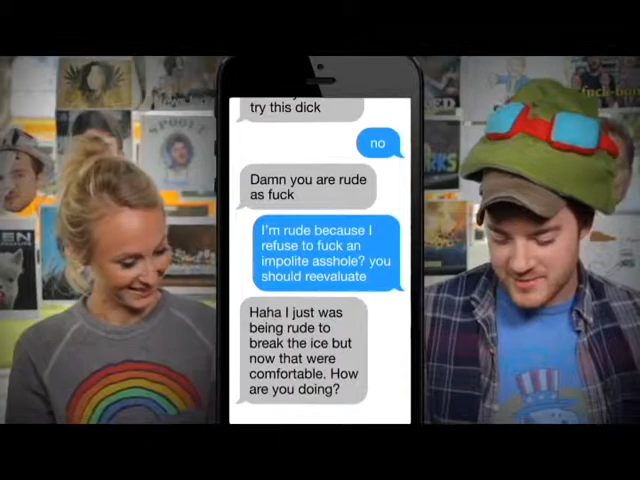 try this dick
no
Damn you are rude
as fuck
I'm rude because I
refuse to fuck an
impolite asshole? you
should reevaluate
Haha I just was
being rude to
break the ice but
now that were
comfortable. How
are you doing?